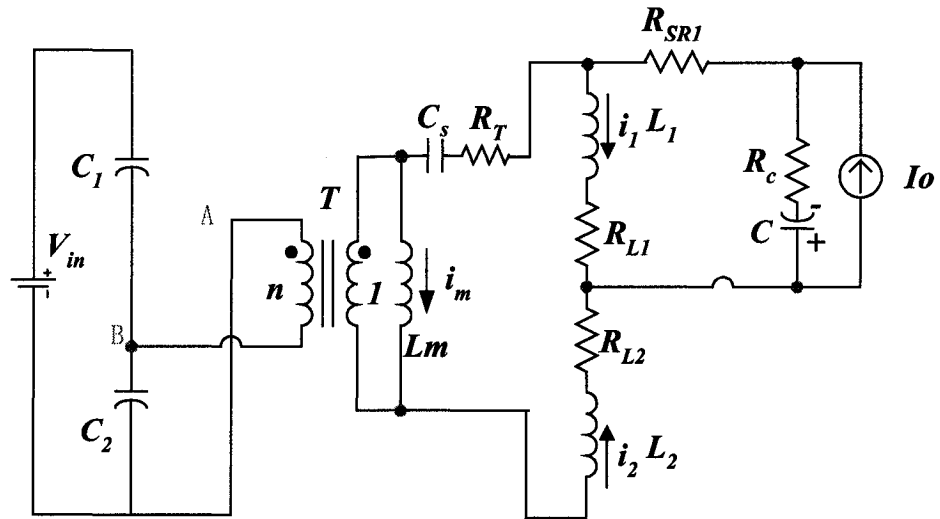 R_SR1
C_s R_T
i_1 L_1
C_1
R_c
Io
T
A
-
V_in
+
-
C
+
R_L1
n
1
i_m
B
Lm
R_L2
C_2
i_2 L_2